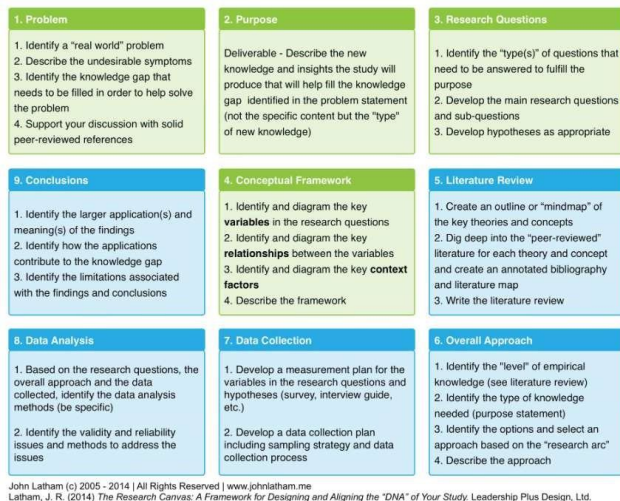 1. Problem
1. Identify a "real world" problem
2. Describe the undesirable symptoms
3. Identify the knowledge gap that
needs to be filled in order to help solve
the problem
4. Support your discussion with solid
peer-reviewed references
2. Purpose
Deliverable - Describe the new
knowledge and insights the study will
produce that will help fill the knowledge
gap identified in the problem statement
(not the specific content but the "type"
of new knowledge)
3. Research Questions
1. Identify the "type(s)" of questions that
need to be answered to fulfill the
purpose
2. Develop the main research questions
and sub-questions
3. Develop hypotheses as appropriate
9. Conclusions
1. Identify the larger application(s) and
meaning(s) of the findings
2. Identify how the applications
contribute to the knowledge gap
3. Identify the limitations associated
with the findings and conclusions
4. Conceptual Framework
1. Identify and diagram the key
variables in the research questions
2. Identify and diagram the key
relationships between the variables
3. Identify and diagram the key context
factors
4. Describe the framework
5. Literature Review
1. Create an outline or "mindmap" of
the key theories and concepts
2. Dig deep into the "peer-reviewed"
literature for each theory and concept
and create an annotated bibliography
and literature map
3. Write the literature review
8. Data Analysis
1. Based on the research questions, the
overall approach and the data
collected, identify the data analysis
methods (be specific)
2. Identify the validity and reliability
issues and methods to address the
issues
7. Data Collection
1. Develop a measurement plan for the
variables in the research questions and
hypotheses (survey, interview guide,
etc.)
2. Develop a data collection plan
including sampling strategy and data
collection process
6. Overall Approach
1. Identify the "level" of empirical
knowledge (see literature review)
2. Identify the type of knowledge
needed (purpose statement)
3. Identify the options and select an
approach based on the "research arc"
4. Describe the approach
John Latham (c) 2005 - 2014 | All Rights Reserved | www.johnlatham.me
Latham, J. R. (2014) The Research Canvas: A Framework for Designing and Aligning the "DNA" of Your Study. Leadership Plus Design, Ltd.